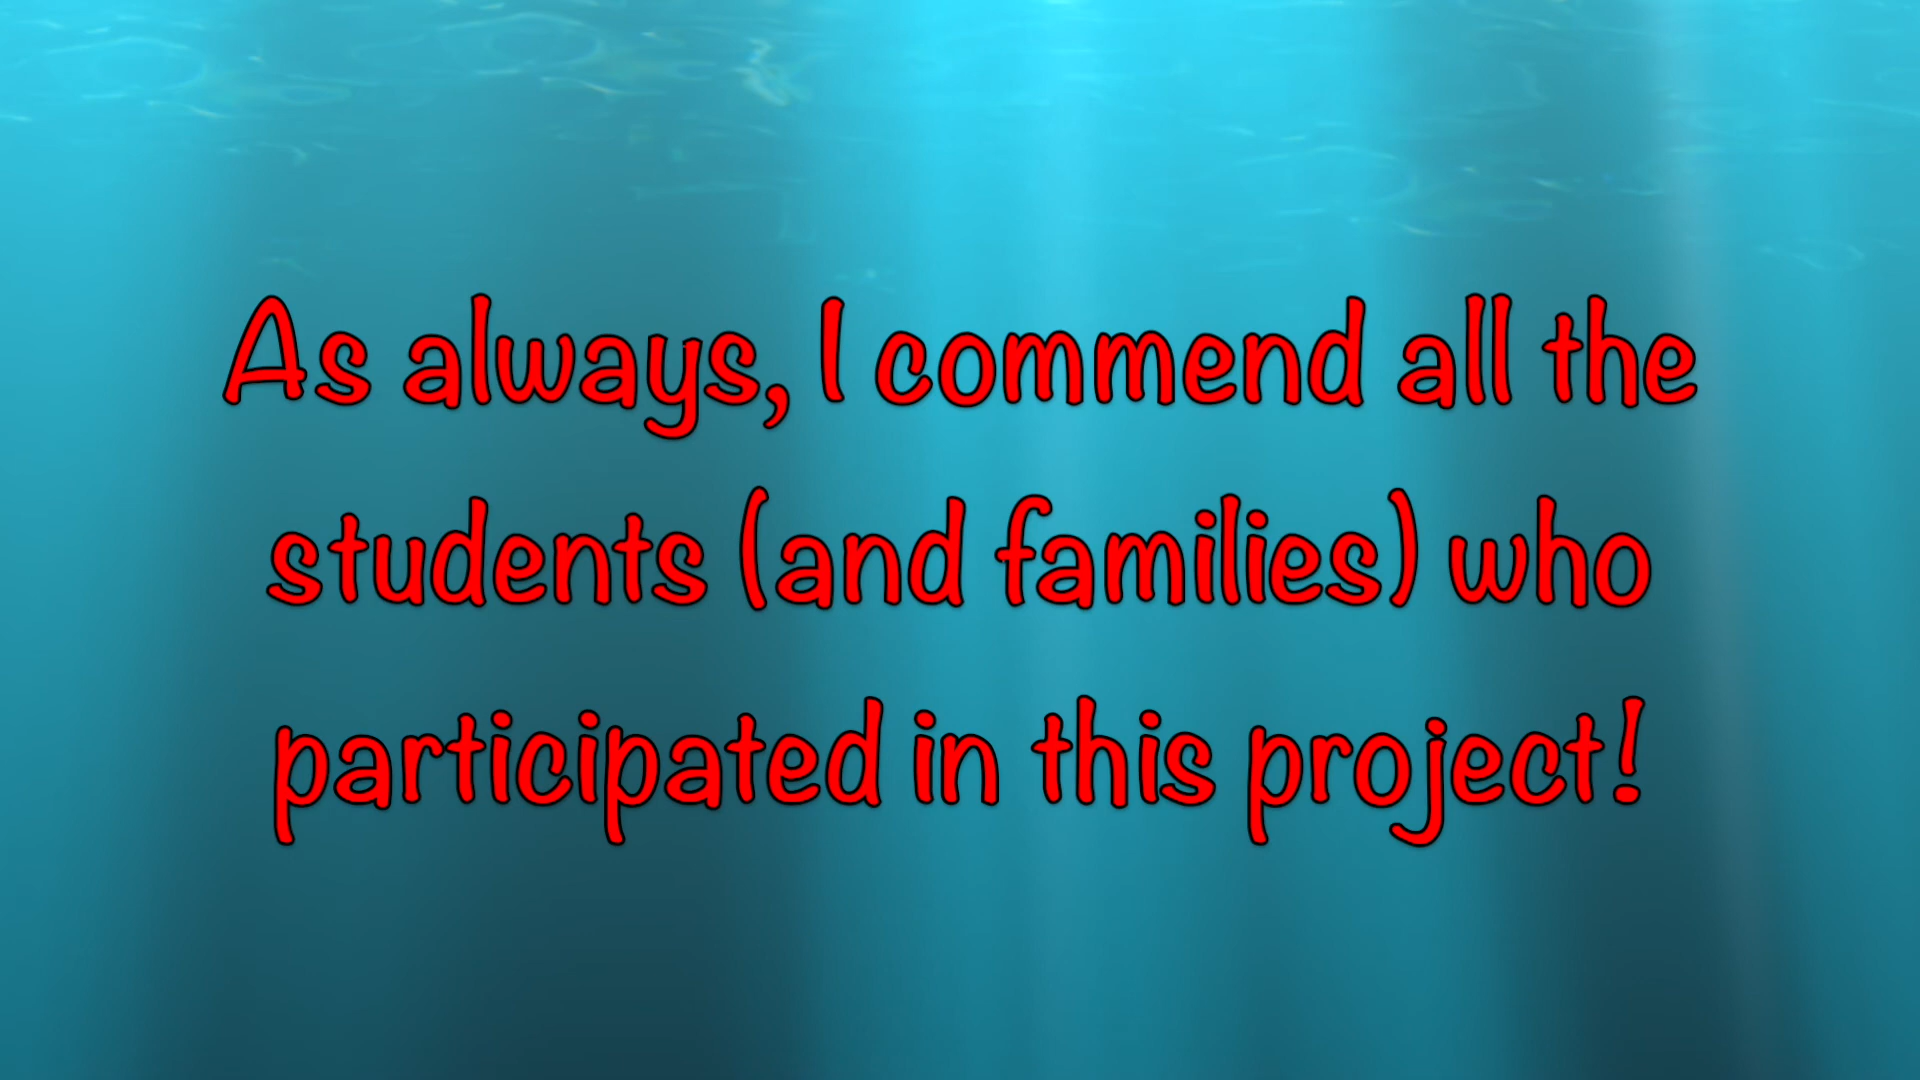 As always, I commend all the
students (and families) who
participated in this project!